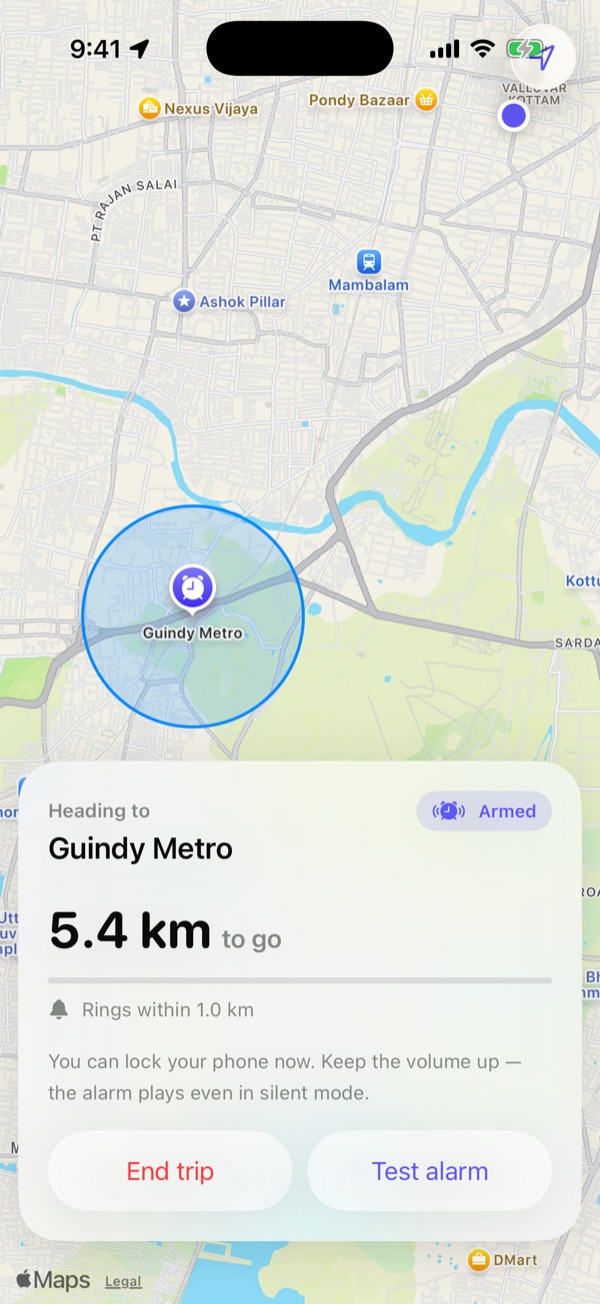 9:41
Nexus Vijaya
Pondy Bazaar
VALLUVAR
KOTTAM
PT RAJAN SALAI
Mambalam
Ashok Pillar
Guindy Metro
SARDA
Heading to
Armed
Guindy Metro
5.4 km to go
Rings within 1.0 km
You can lock your phone now. Keep the volume up —
the alarm plays even in silent mode.
End trip
Test alarm
DMart
Maps
Legal